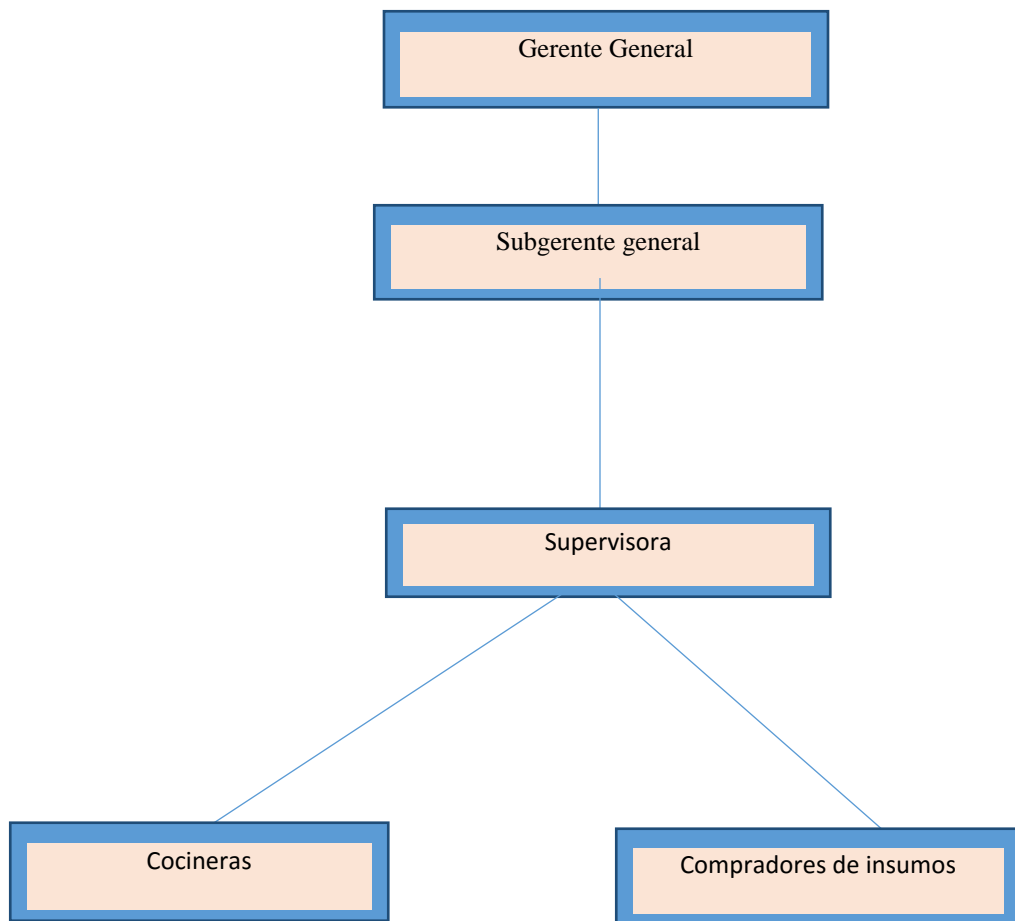 Gerente General
Subgerente general
Supervisora
Cocineras
Compradores de insumos